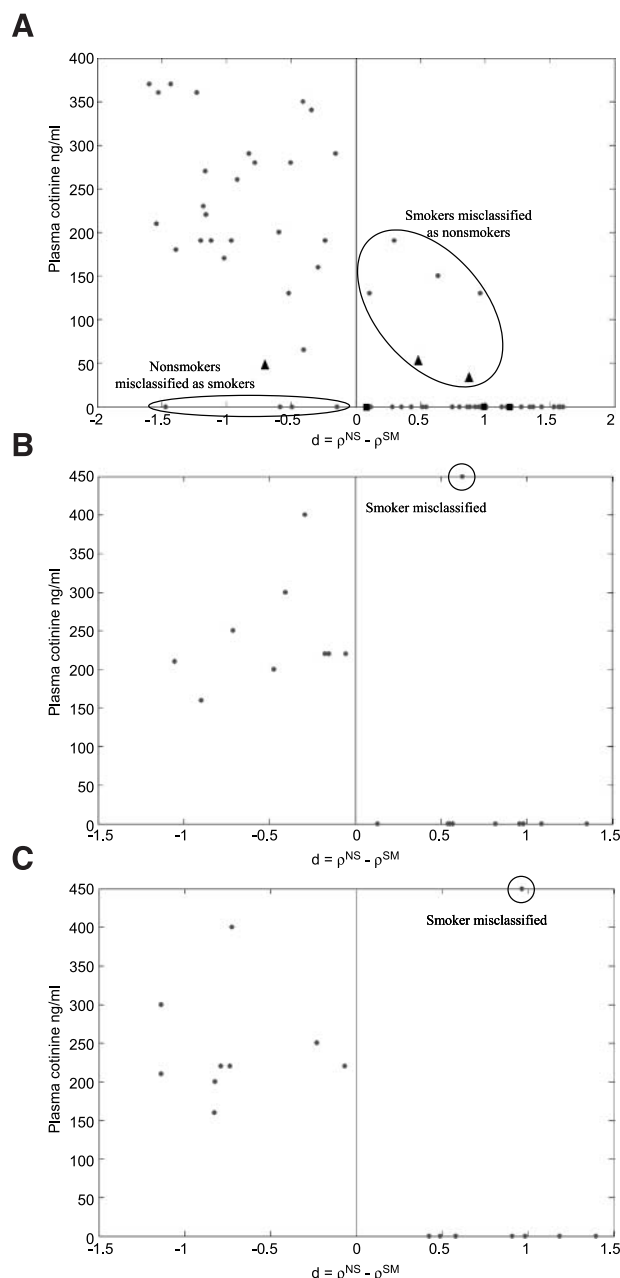 A
400
350
300
250
200
150
100
50
0
Plasma cotinine ng/ml
Smokers misclassified
as nonsmokers
Nonsmokers
misclassified as smokers
-2 -1.5 -1 -0.5 0 0.5 1 1.5 2
d = ρNS - ρSM
B
450
400
350
300
250
200
150
100
50
0
Plasma cotinine ng/ml
Smoker misclassified
-1.5 -1 -0.5 0 0.5 1 1.5
d = ρNS - ρSM
C
450
400
350
300
250
200
150
100
50
0
Plasma cotinine ng/ml
Smoker misclassified
-1.5 -1 -0.5 0 0.5 1 1.5
d = ρNS - ρSM